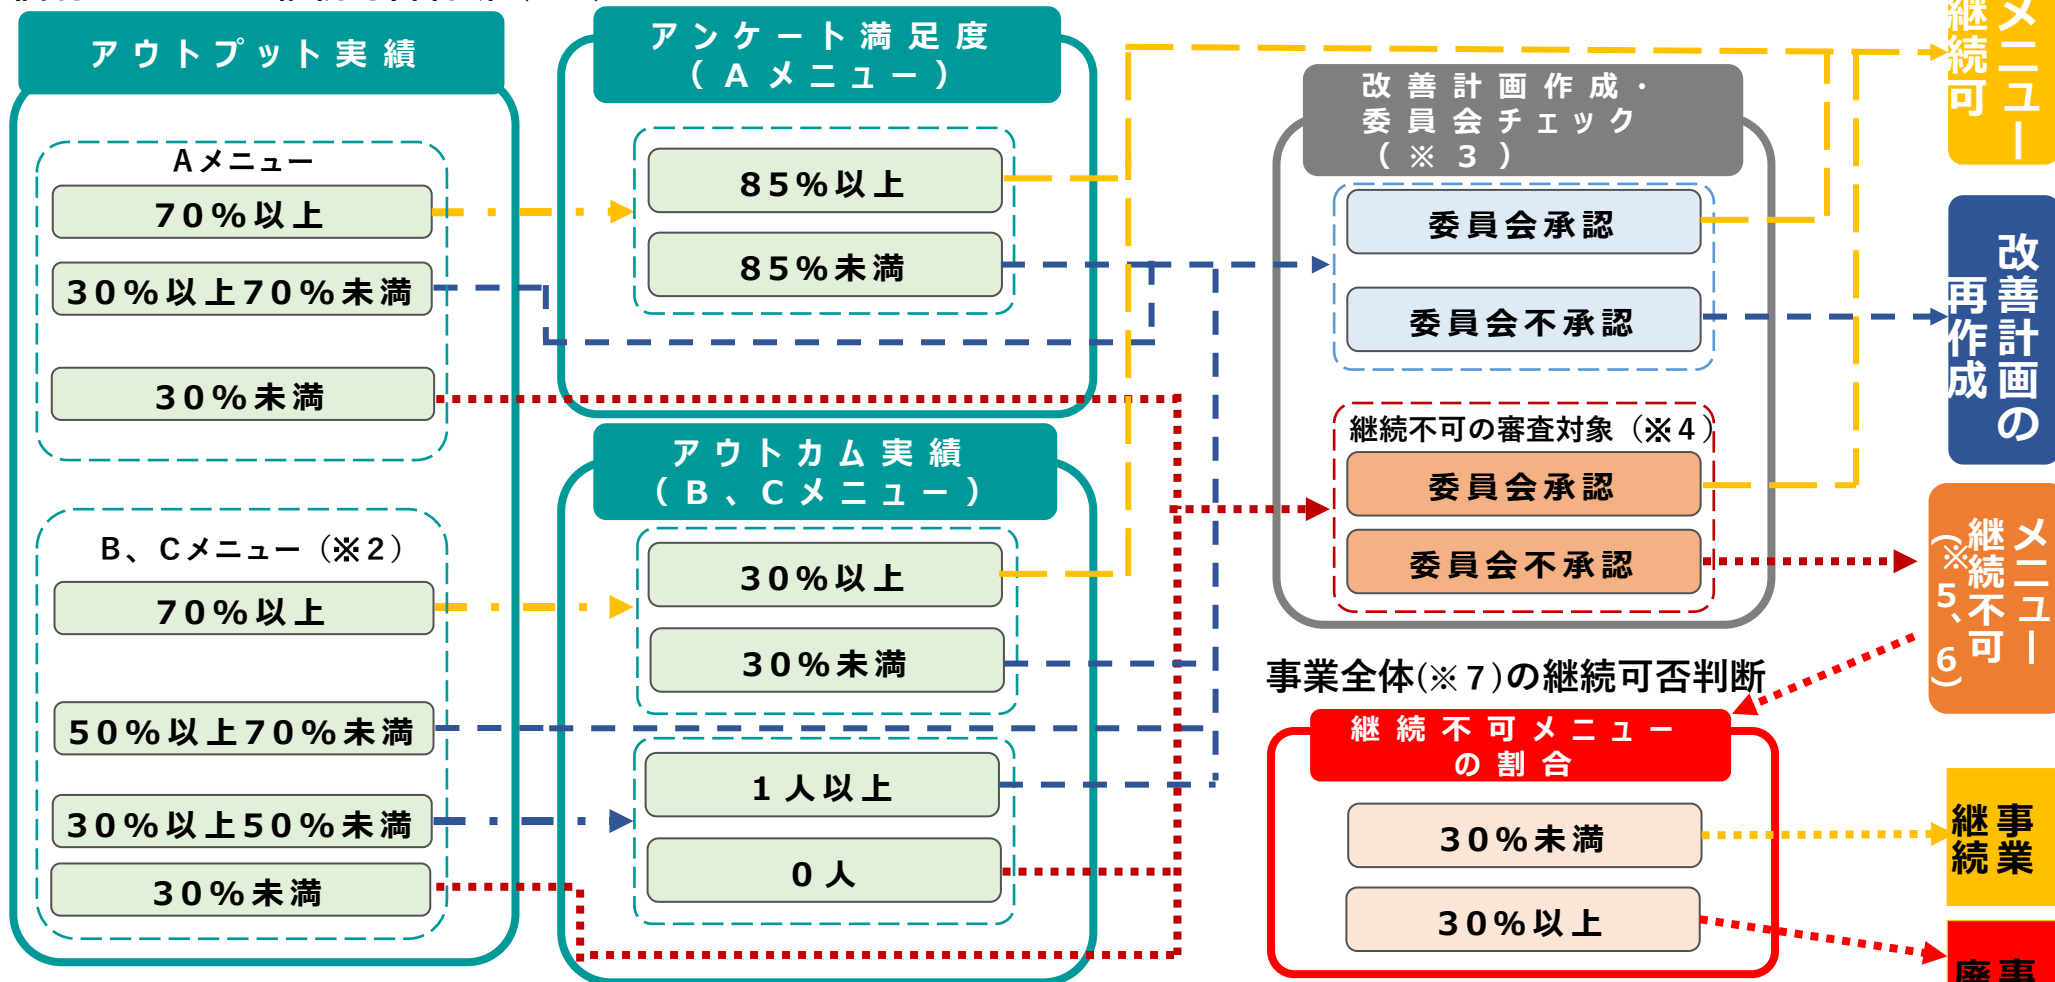 アウトプット実績
Aメニュー
70%以上
30%以上70%未満
30%未満
B、Cメニュー（※2）
70%以上
50%以上70%未満
30%以上50%未満
30%未満
アンケート満足度
（Aメニュー）
85%以上
85%未満
アウトカム実績
（B、Cメニュー）
30%以上
30%未満
1人以上
0人
改善計画作成・
委員会チェック
（※3）
委員会承認
委員会不承認
継続不可の審査対象（※4）
委員会承認
委員会不承認
事業全体(※7)の継続可否判断
継続不可メニュー
の割合
30%未満
30%以上
メニュー
継続可
改善計画の
再作成
メニュー
継続不可
(※5、6)
事業
継続